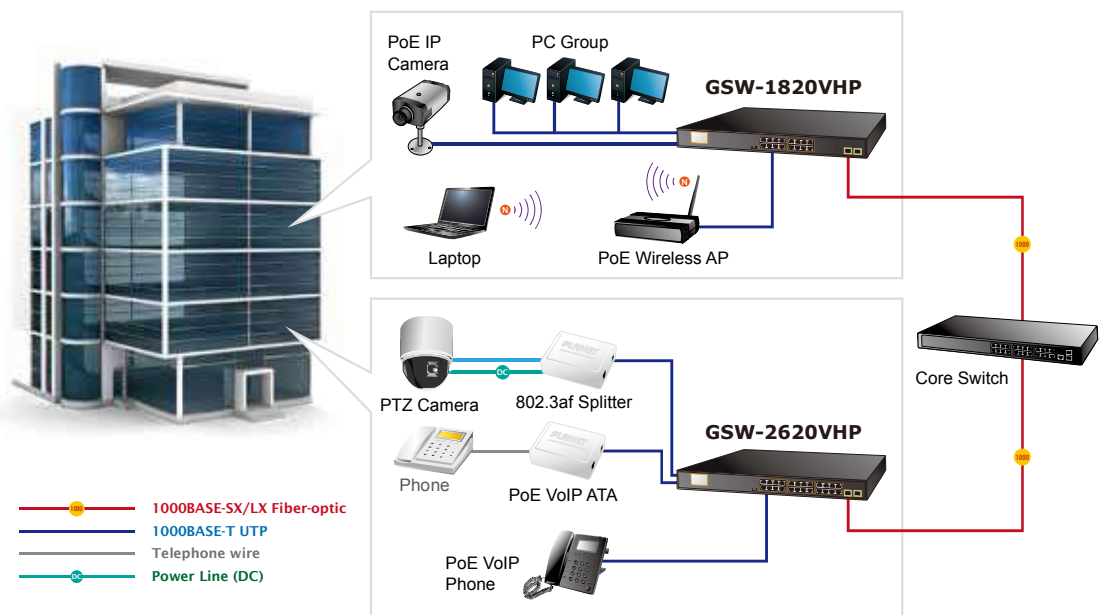 PoE IP
Camera
PC Group
GSW-1820VHP
N
N
Laptop
PoE Wireless AP
1000
Core Switch
PLANET
DC
PTZ Camera
802.3af Splitter
GSW-2620VHP
PLANET
Phone
PoE VoIP ATA
1000
PoE VoIP
Phone
1000
1000BASE-SX/LX Fiber-optic
1000BASE-T UTP
Telephone wire
DC
Power Line (DC)